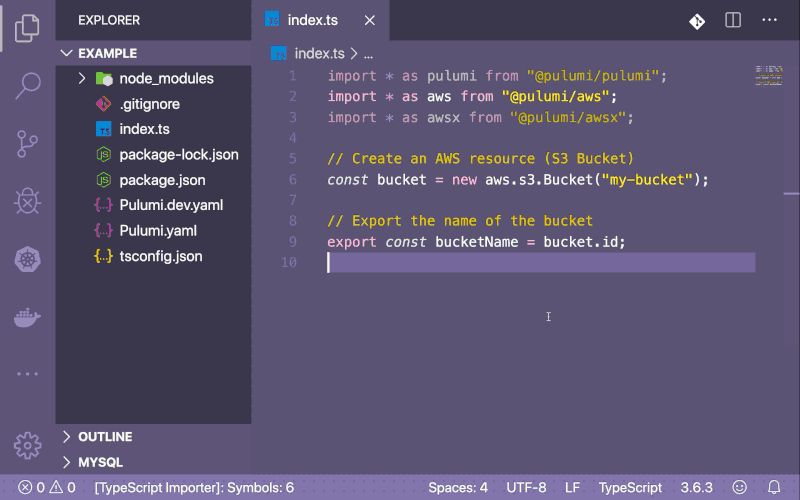 EXPLORER
EXAMPLE
node_modules
.gitignore
TS index.ts
package-lock.json
package.json
{..} Pulumi.dev.yaml
{..} Pulumi.yaml
{..} tsconfig.json
OUTLINE
MYSQL
index.ts
index.ts > ...
1 import * as pulumi from "@pulumi/pulumi";
2 import * as aws from "@pulumi/aws";
3 import * as awsx from "@pulumi/awsx";
4
5 // Create an AWS resource (S3 Bucket)
6 const bucket = new aws.s3.Bucket("my-bucket");
7
8 // Export the name of the bucket
9 export const bucketName = bucket.id;
10
0 0 [TypeScript Importer]: Symbols: 6 Spaces: 4 UTF-8 LF TypeScript 3.6.3